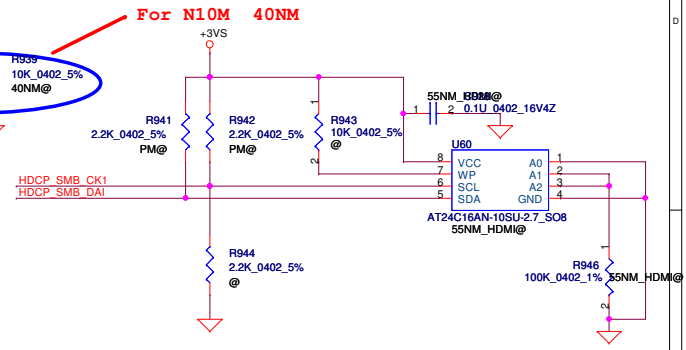 For N10M 40NM
+3VS
D
R939
10K_0402_5%
40NM@
R941
2.2K_0402_5%
PM@
R942
2.2K_0402_5%
PM@
1
R943
10K_0402_5%
@
2
55NM_HDMI@
1
2
0.1U_0402_16V4Z
U60
8 VCC A0 1
7 WP A1 2
6 SCL A2 3
5 SDA GND 4
AT24C16AN-10SU-2.7_SO8
55NM_HDMI@
HDCP_SMB_CK1
HDCP_SMB_DAI
R944
2.2K_0402_5%
@
1
R946
100K_0402_1%
55NM_HDMI@
2